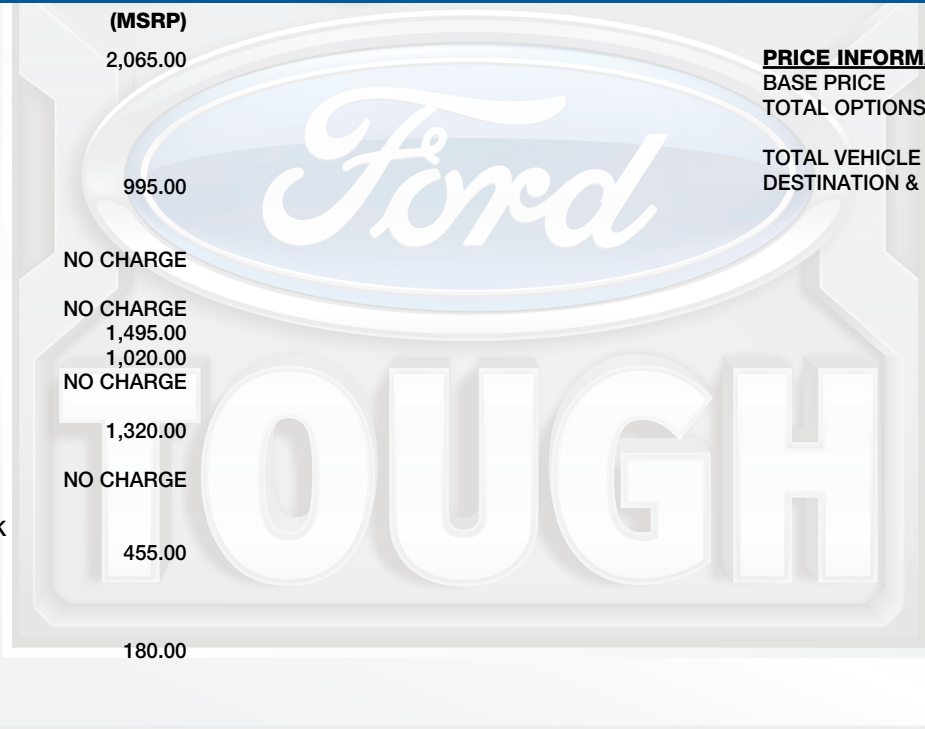 (MSRP)
2,065.00
995.00
NO CHARGE
NO CHARGE
1,495.00
1,020.00
NO CHARGE
1,320.00
NO CHARGE
K
455.00
180.00
PRICE INFORMA
BASE PRICE
TOTAL OPTIONS
TOTAL VEHICLE
DESTINATION &
Ford
TOUGH